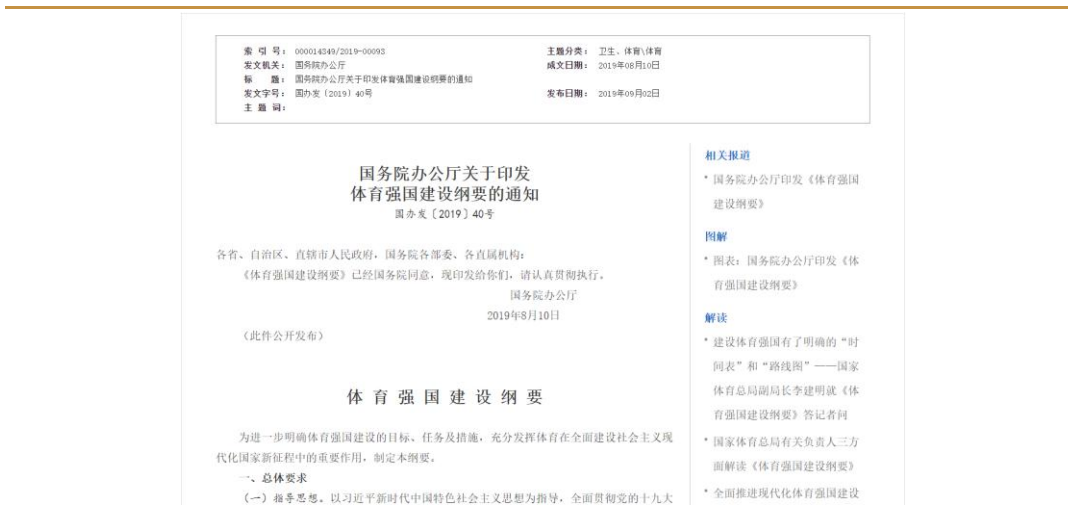 索 引 号： 000014349/2019-00093
主题分类： 卫生、体育\体育
发文机关： 国务院办公厅
成文日期： 2019年08月10日
标 题： 国务院办公厅关于印发体育强国建设纲要的通知
发文字号： 国办发〔2019〕40号
发布日期： 2019年09月02日
主 题 词：
国务院办公厅关于印发
体育强国建设纲要的通知
国办发〔2019〕40号
各省、自治区、直辖市人民政府，国务院各部委、各直属机构：
《体育强国建设纲要》已经国务院同意，现印发给你们，请认真贯彻执行。
国务院办公厅
2019年8月10日
（此件公开发布）
体 育 强 国 建 设 纲 要
为进一步明确体育强国建设的目标、任务及措施，充分发挥体育在全面建设社会主义现
代化国家新征程中的重要作用，制定本纲要。
一、总体要求
（一）指导思想。以习近平新时代中国特色社会主义思想为指导，全面贯彻党的十九大
相关报道
* 国务院办公厅印发《体育强国
建设纲要》
图解
* 图表：国务院办公厅印发《体
育强国建设纲要》
解读
* 建设体育强国有了明确的“时
间表”和“路线图”——国家
体育总局副局长李建明就《体
育强国建设纲要》答记者问
* 国家体育总局有关负责人三方
面解读《体育强国建设纲要》
* 全面推进现代化体育强国建设